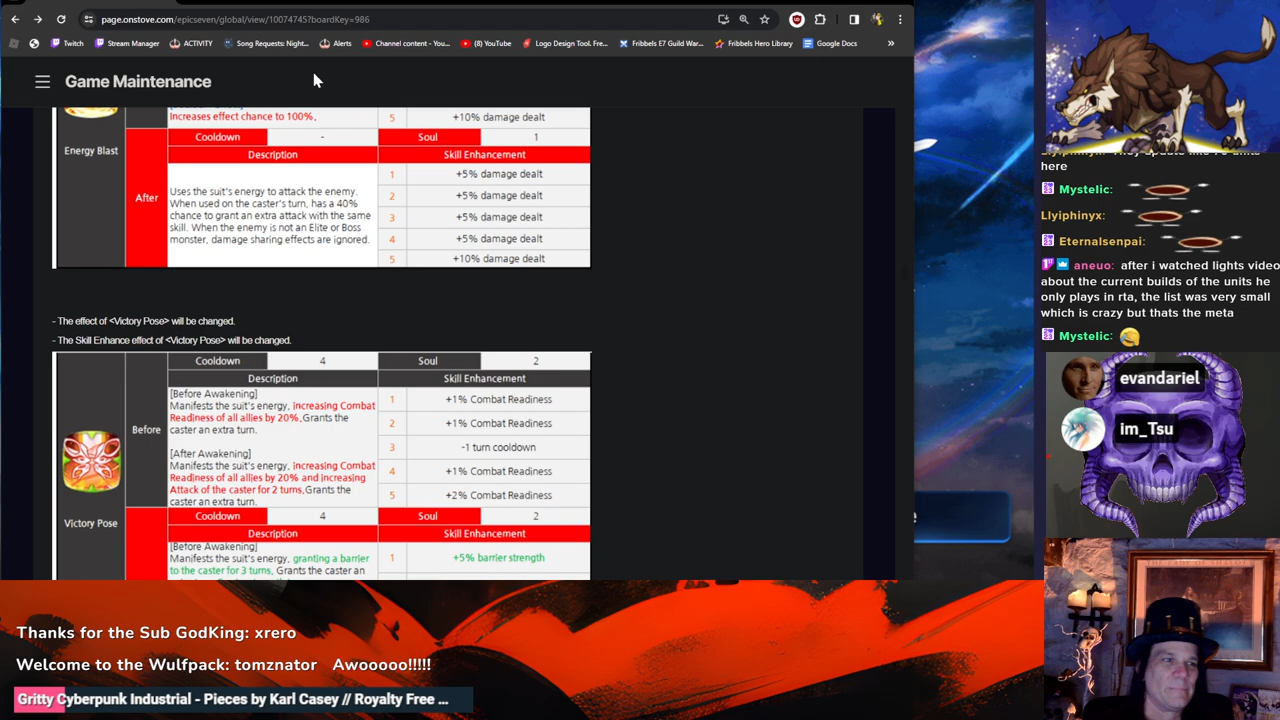 page.onstove.com/epicseven/global/view/10074745?boardKey=986
Twitch
Stream Manager
ACTIVITY
Song Requests: Night...
Alerts
Channel content - You...
(8) YouTube
Logo Design Tool. Fre...
Fribbels E7 Guild War...
Fribbels Hero Library
Google Docs
»
Game Maintenance
Increases effect chance to 100%.
5 +10% damage dealt
Energy Blast
After
Cooldown - Soul 1
Description Skill Enhancement
Uses the suit's energy to attack the enemy.
When used on the caster's turn, has a 40%
chance to grant an extra attack with the same
skill. When the enemy is not an Elite or Boss
monster, damage sharing effects are ignored.
1 +5% damage dealt
2 +5% damage dealt
3 +5% damage dealt
4 +5% damage dealt
5 +10% damage dealt
- The effect of <Victory Pose> will be changed.
- The Skill Enhance effect of <Victory Pose> will be changed.
Victory Pose
Before
Cooldown 4 Soul 2
Description Skill Enhancement
[Before Awakening]
Manifests the suit's energy, increasing Combat
Readiness of all allies by 20%.Grants the
caster an extra turn.
[After Awakening]
Manifests the suit's energy, increasing Combat
Readiness of all allies by 20% and increasing
Attack of the caster for 2 turns.Grants the
caster an extra turn.
1 +1% Combat Readiness
2 +1% Combat Readiness
3 -1 turn cooldown
4 +1% Combat Readiness
5 +2% Combat Readiness
Cooldown 4 Soul 2
Description Skill Enhancement
[Before Awakening]
Manifests the suit's energy, granting a barrier
to the caster for 3 turns. Grants the caster an
1 +5% barrier strength
e
here
Mystelic:
Llyiphinyx:
Eternalsenpai:
aneuo: after i watched lights video
about the current builds of the units he
only plays in rta, the list was very small
which is crazy but thats the meta
Mystelic:
evandariel
im_Tsu
Thanks for the Sub GodKing: xrero
Welcome to the Wulfpack: tomznator Awooooo!!!!!
Gritty Cyberpunk Industrial - Pieces by Karl Casey // Royalty Free ...